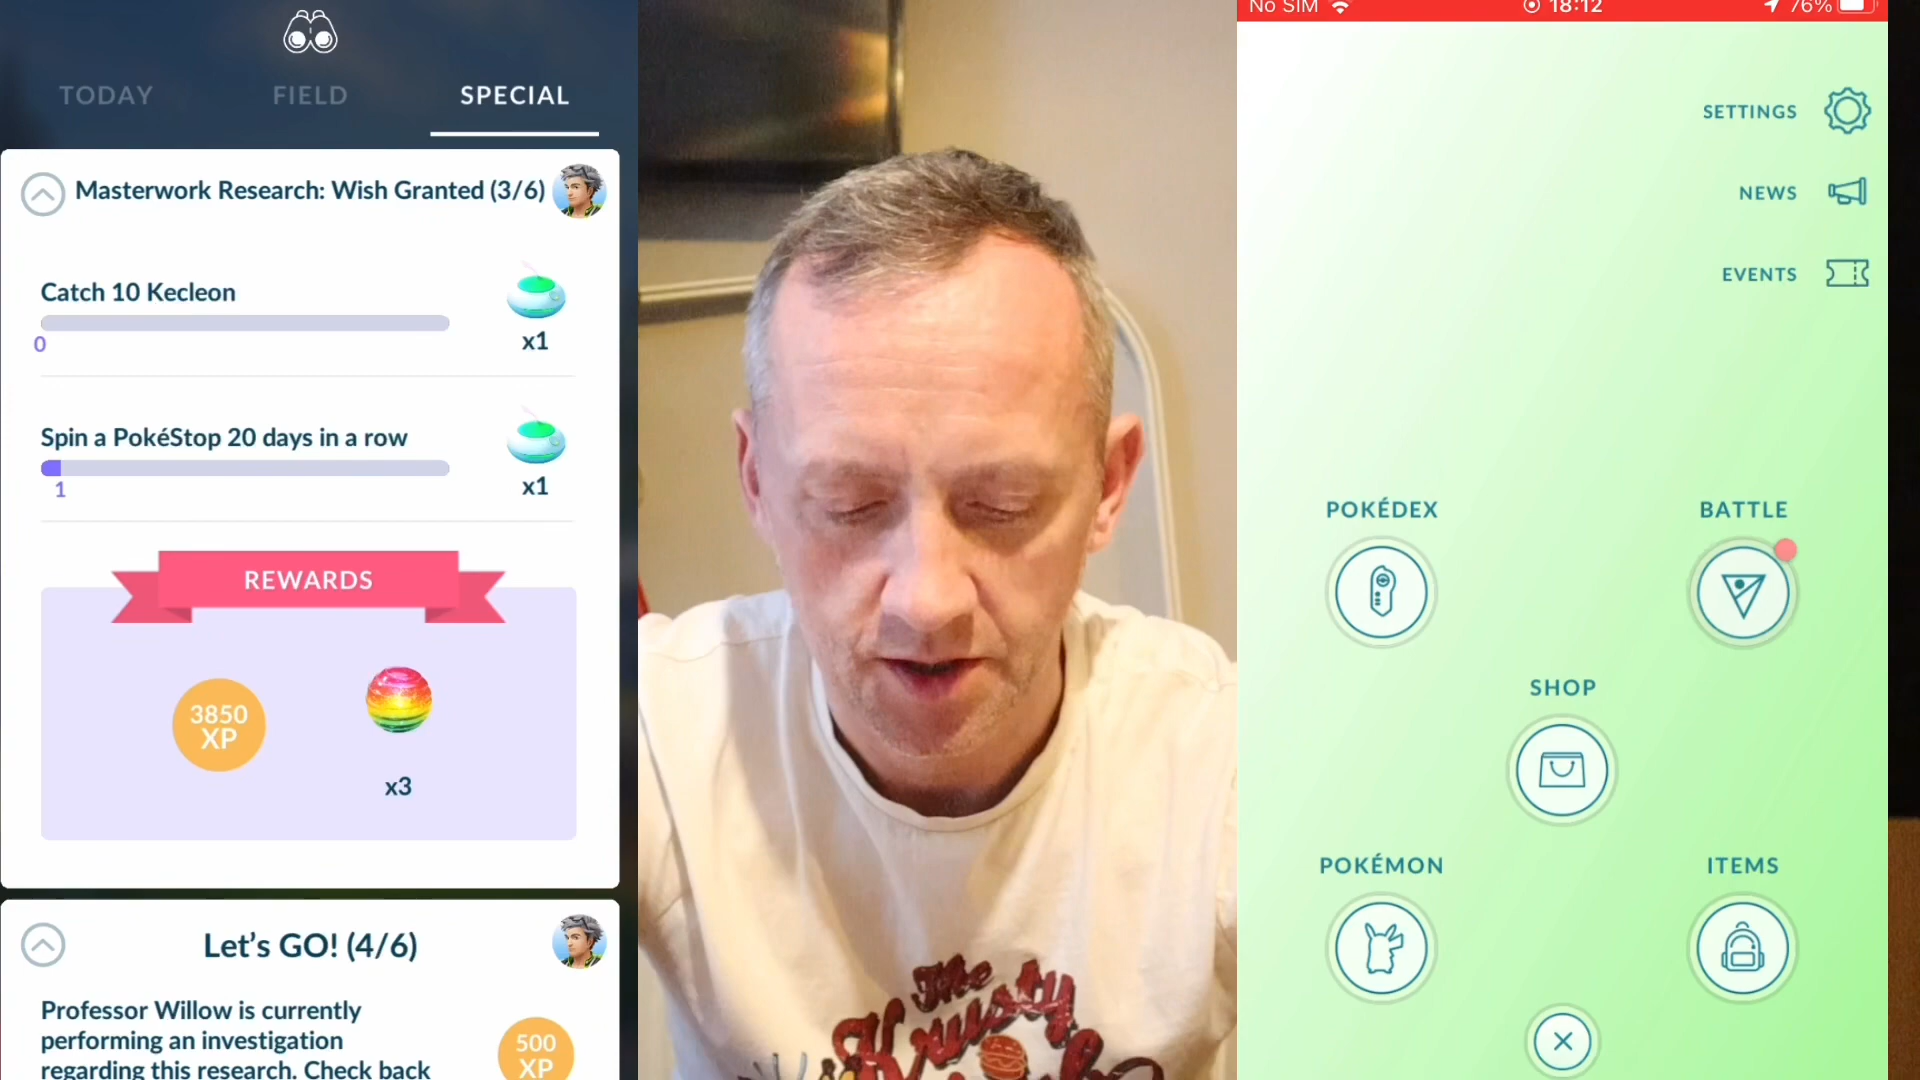 TODAY
FIELD
SPECIAL
Masterwork Research: Wish Granted (3/6)
Catch 10 Kecleon
0
x1
Spin a PokéStop 20 days in a row
1
x1
REWARDS
3850
XP
x3
Let's GO! (4/6)
Professor Willow is currently
performing an investigation
regarding this research. Check back
500
XP
The
Krusty
No SIM
18:12
76%
SETTINGS
NEWS
EVENTS
POKÉDEX
BATTLE
SHOP
POKÉMON
ITEMS